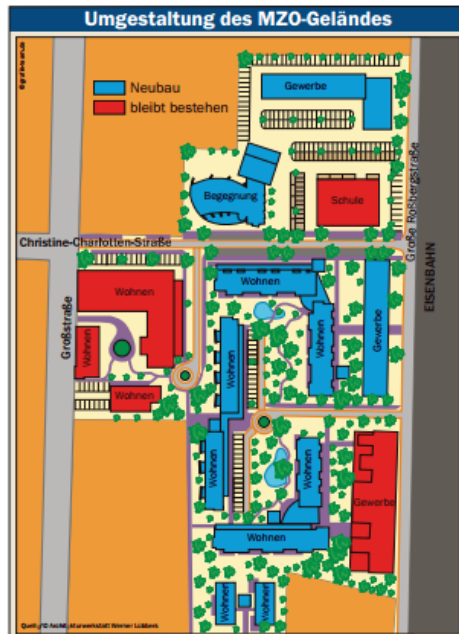 Umgestaltung des MZO-Geländes
Neubau
bleibt bestehen
Gewerbe
Begegnung
Schule
Große Roßbergstraße
EISENBAHN
Christine-Charlotten-Straße
Großstraße
Wohnen
Wohnen
Wohnen
Wohnen
Wohnen
Wohnen
Gewerbe
Wohnen
Wohnen
Gewerbe
Wohnen
Wohnen
Wohnen